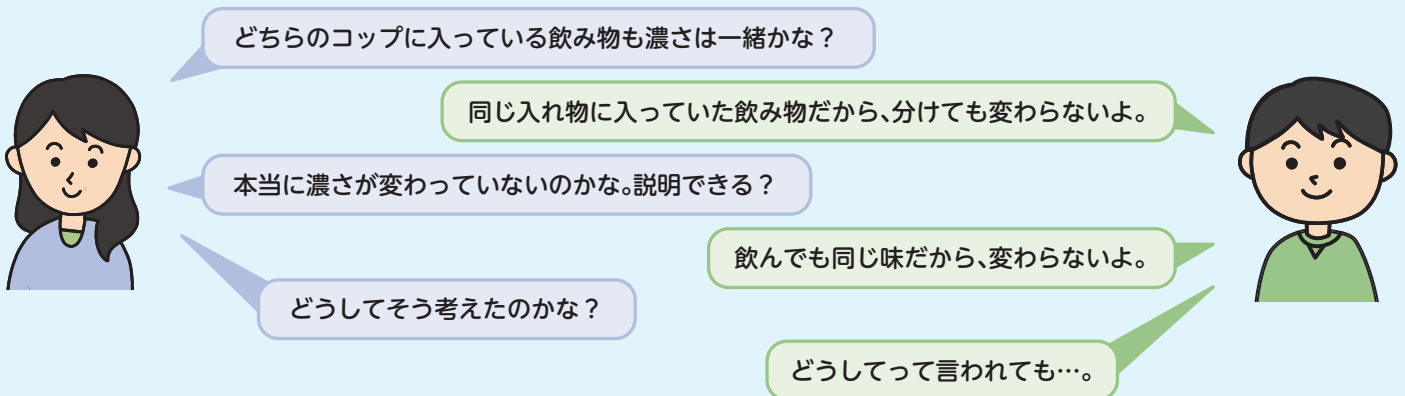 どちらのコップに入っている飲み物も濃さは一緒かな？
同じ入れ物に入っていた飲み物だから、分けても変わらないよ。
本当に濃さが変わっていないのかな。説明できる？
飲んでも同じ味だから、変わらないよ。
どうしてそう考えたのかな？
どうしてって言われても…。